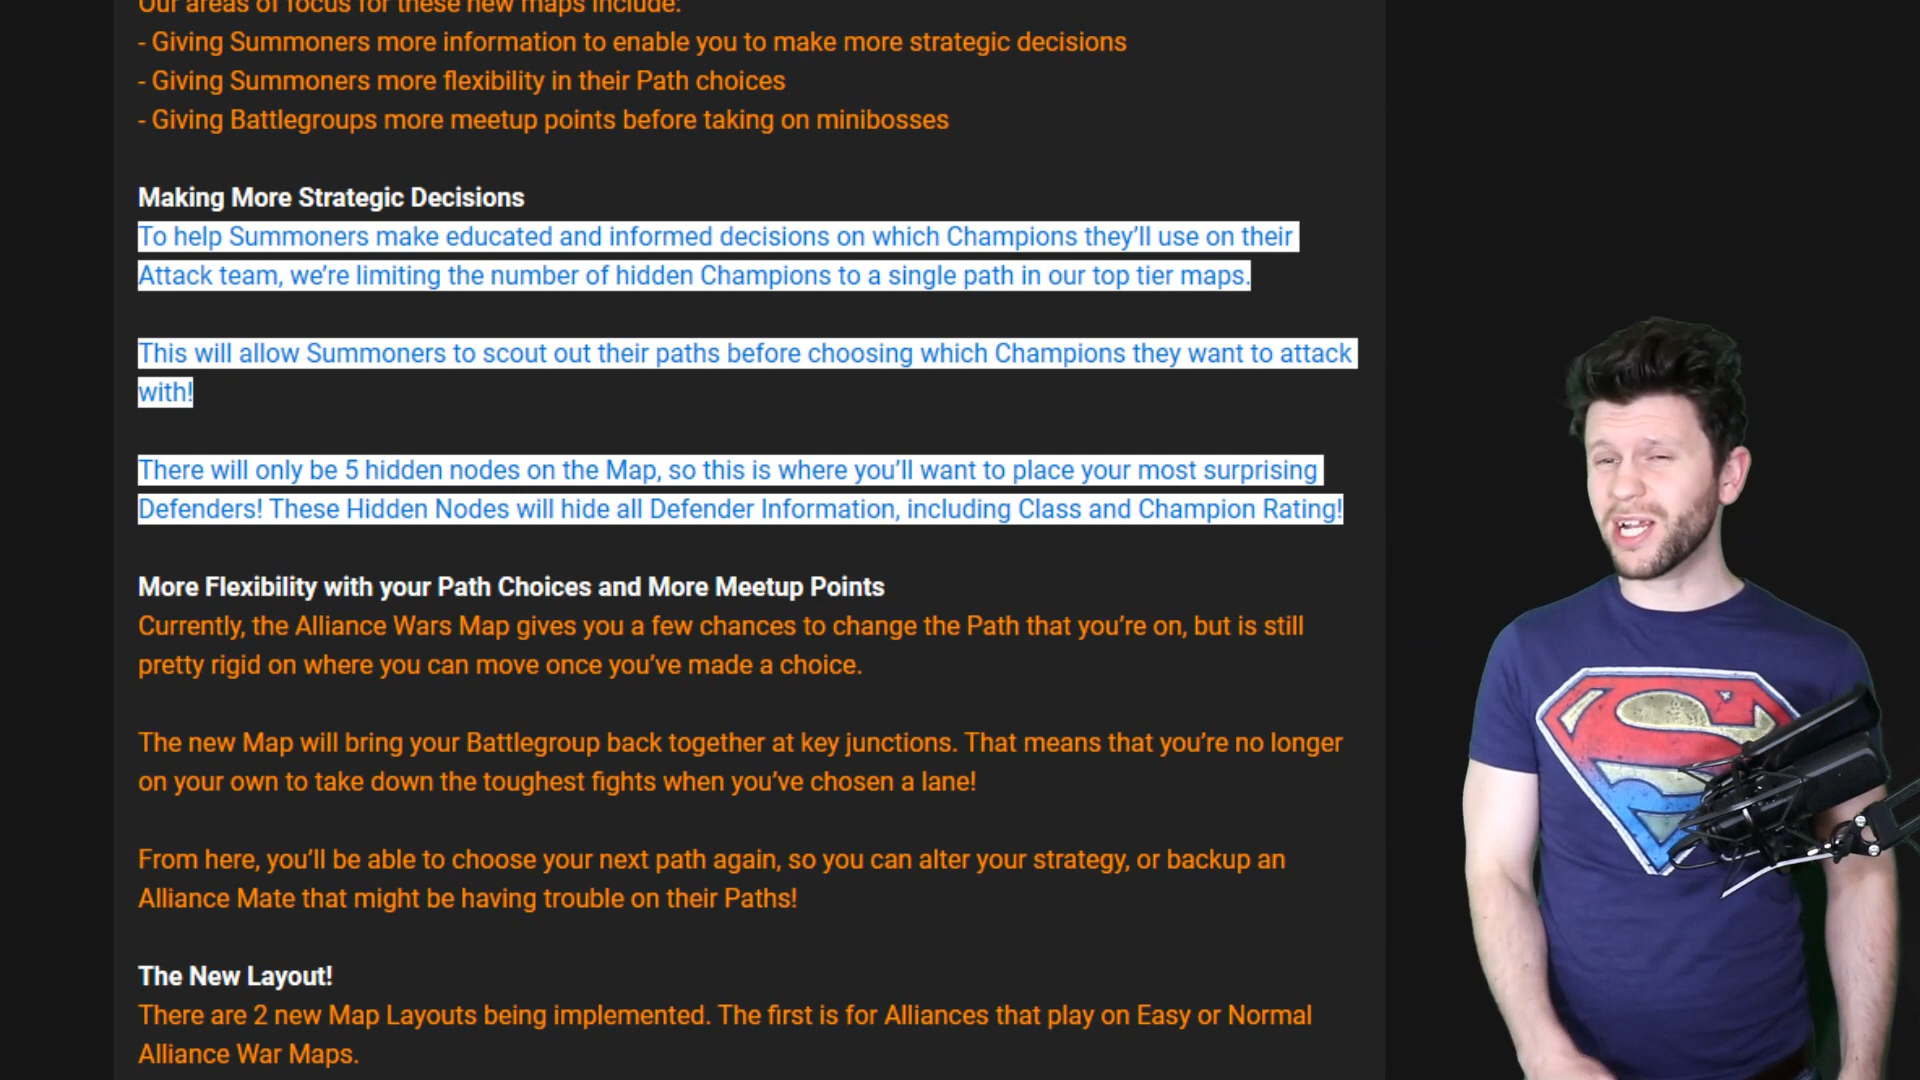 Our areas of focus for these new maps include:
- Giving Summoners more information to enable you to make more strategic decisions
- Giving Summoners more flexibility in their Path choices
- Giving Battlegroups more meetup points before taking on minibosses
Making More Strategic Decisions
To help Summoners make educated and informed decisions on which Champions they’ll use on their
Attack team, we’re limiting the number of hidden Champions to a single path in our top tier maps.
This will allow Summoners to scout out their paths before choosing which Champions they want to attack
with!
There will only be 5 hidden nodes on the Map, so this is where you’ll want to place your most surprising
Defenders! These Hidden Nodes will hide all Defender Information, including Class and Champion Rating!
More Flexibility with your Path Choices and More Meetup Points
Currently, the Alliance Wars Map gives you a few chances to change the Path that you’re on, but is still
pretty rigid on where you can move once you’ve made a choice.
The new Map will bring your Battlegroup back together at key junctions. That means that you’re no longer
on your own to take down the toughest fights when you’ve chosen a lane!
From here, you’ll be able to choose your next path again, so you can alter your strategy, or backup an
Alliance Mate that might be having trouble on their Paths!
The New Layout!
There are 2 new Map Layouts being implemented. The first is for Alliances that play on Easy or Normal
Alliance War Maps.